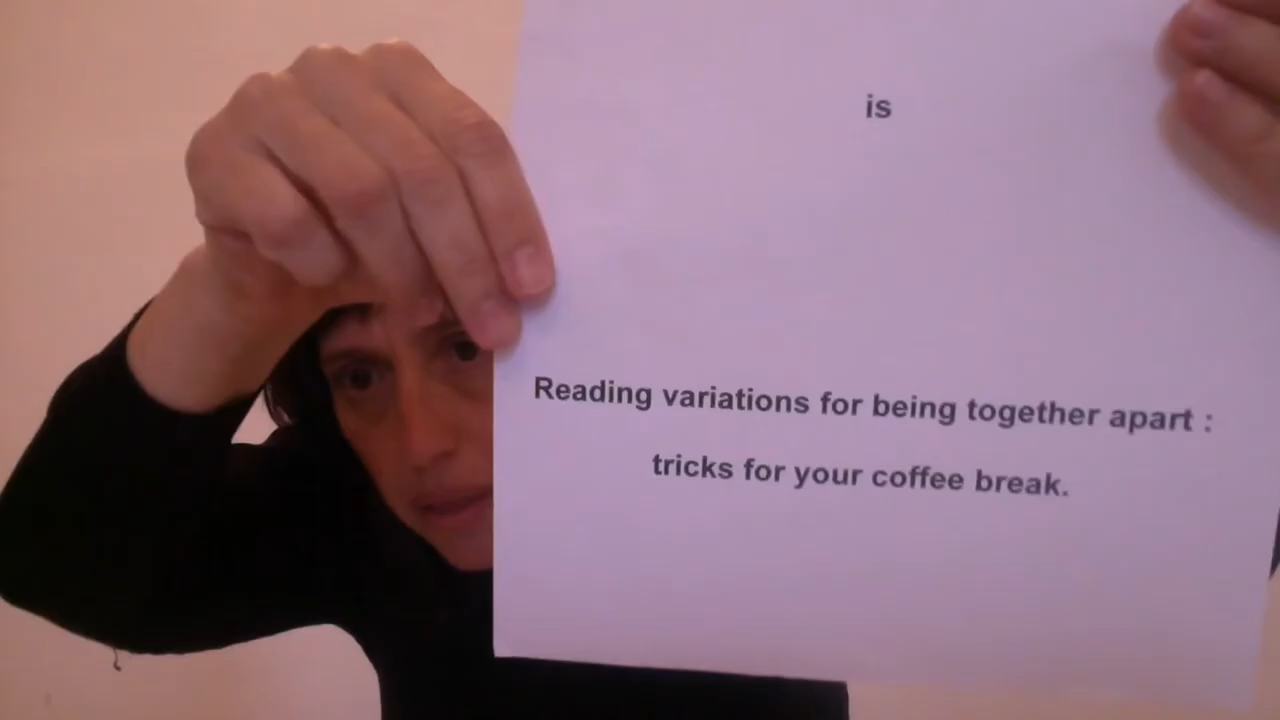 is
Reading variations for being together apart :
tricks for your coffee break.